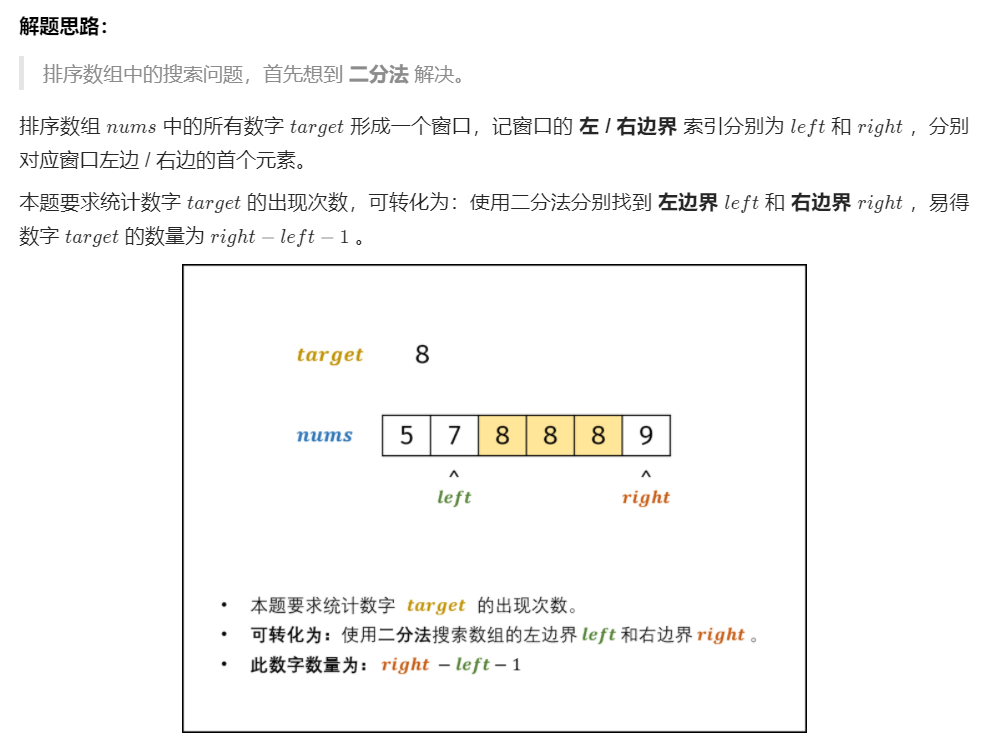 解题思路：
排序数组中的搜索问题，首先想到 二分法 解决。
排序数组 nums 中的所有数字 target 形成一个窗口，记窗口的 左 / 右边界 索引分别为 left 和 right ，分别
对应窗口左边 / 右边的首个元素。
本题要求统计数字 target 的出现次数，可转化为：使用二分法分别找到 左边界 left 和 右边界 right ，易得
数字 target 的数量为 right − left − 1 。
target 8
nums 5 7 8 8 8 9
^ ^
left right
• 本题要求统计数字 target 的出现次数。
• 可转化为：使用二分法搜索数组的左边界 left 和右边界 right 。
• 此数字数量为：right − left − 1